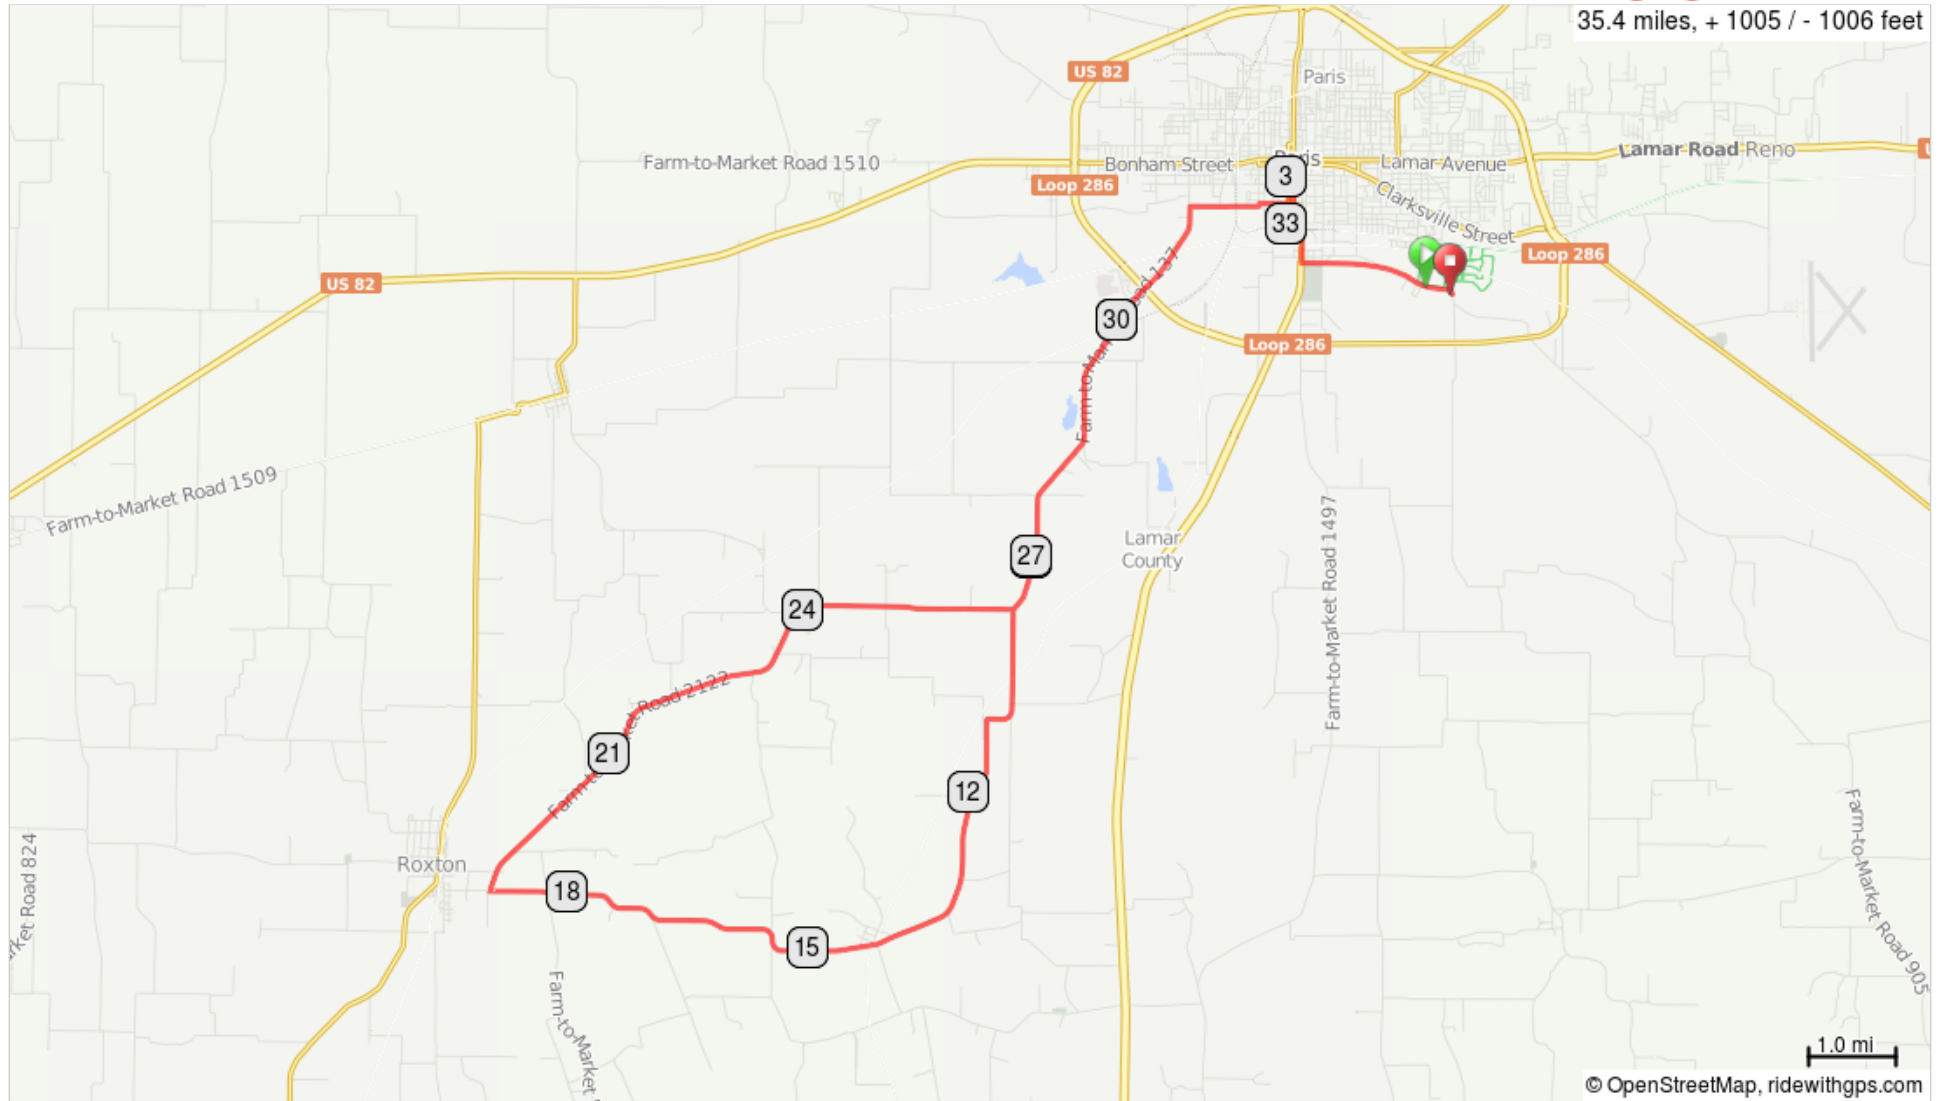 35.4 miles, + 1005 / - 1006 feet
US 82
Paris
Farm-to-Market Road 1510
Bonham Street
Paris
Lamar Avenue
Lamar Road Reno
Loop 286
3
Clarksville Street
33
Loop 286
US 82
30
Loop 286
Farm-to-Market Road 1509
27
Lamar
County
Farm-to-Market Road 1497
24
Road 2122
21
12
Farm-to-Market Road 905
Roxton
18
15
Road 824
Farm-to-Market
1.0 mi
© OpenStreetMap, ridewithgps.com